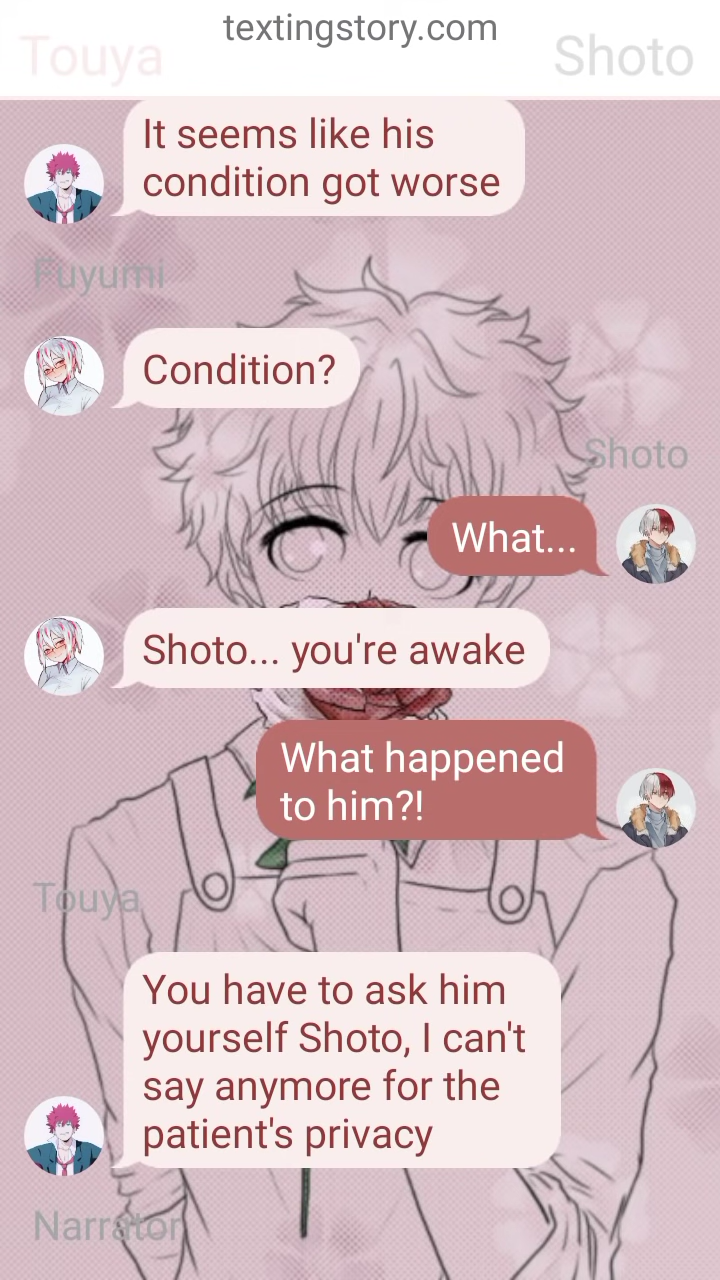 textingstory.com
Touya
Shoto
It seems like his
condition got worse
Fuyumi
Condition?
Shoto
What...
Shoto... you're awake
What happened
to him?!
Touya
You have to ask him
yourself Shoto, I can't
say anymore for the
patient's privacy
Narrator